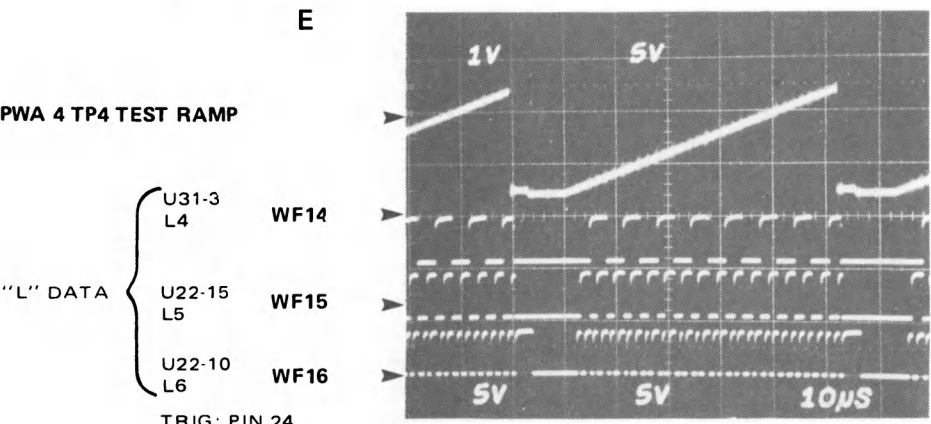 E
1V 5V
PWA 4 TP4 TEST RAMP
U31-3
L4
WF14
"L" DATA
U22-15
L5
WF15
U22-10
L6
WF16
5V 5V 10µS
TRIG: PIN 24